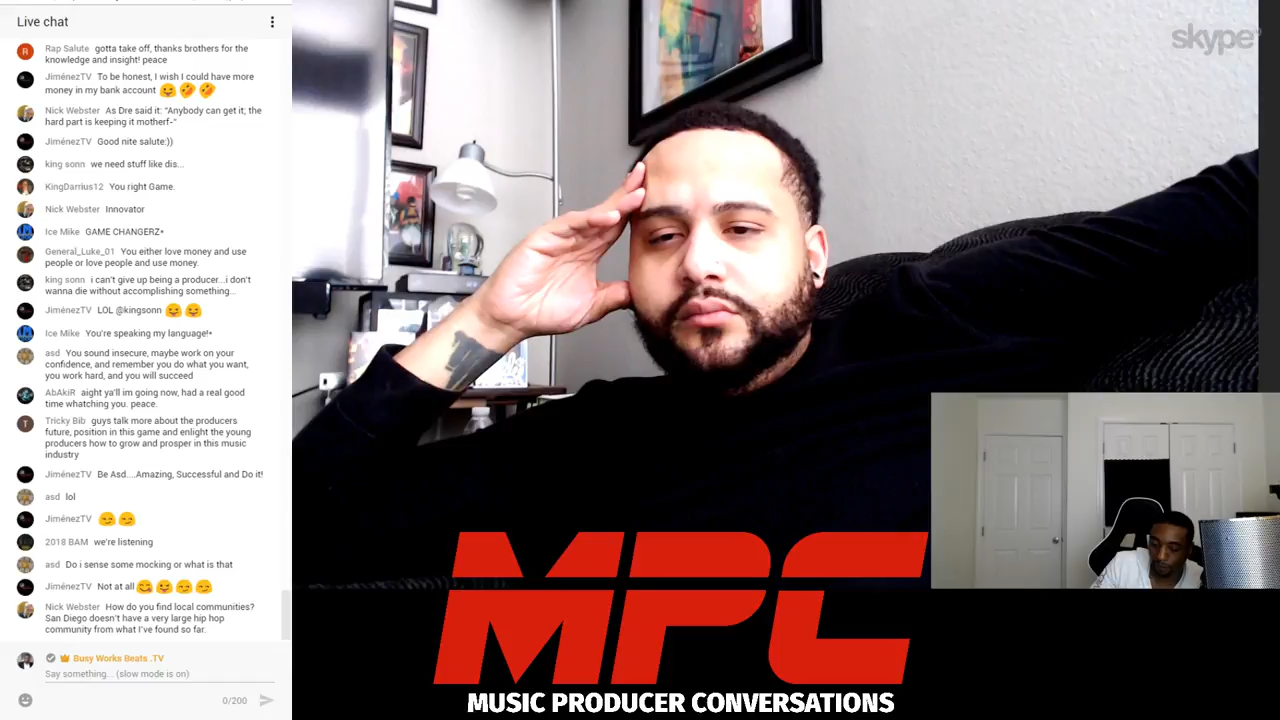 Live chat
Rap Salute gotta take off, thanks brothers for the
knowledge and insight! peace
JiménezTV To be honest, I wish I could have more
money in my bank account
Nick Webster As Dre said it: “Anybody can get it; the
hard part is keeping it motherf-“
JiménezTV Good nite salute:))
king sonn we need stuff like dis...
KingDarrius12 You right Game.
Nick Webster Innovator
Ice Mike GAME CHANGERZ*
General_Luke_01 You either love money and use
people or love people and use money.
king sonn i can't give up being a producer...i don't
wanna die without accomplishing something...
JiménezTV LOL @kingsonn
Ice Mike You're speaking my language!*
asd You sound insecure, maybe work on your
confidence, and remember you do what you want,
you work hard, and you will succeed
AbAkiR aight ya'll im going now, had a real good
time whatching you. peace.
Tricky Bib guys talk more about the producers
future, position in this game and enlight the young
producers how to grow and prosper in this music
industry
JiménezTV Be Asd....Amazing, Successful and Do it!
asd lol
JiménezTV
2018 BAM we're listening
asd Do i sense some mocking or what is that
JiménezTV Not at all
Nick Webster How do you find local communities?
San Diego doesn't have a very large hip hop
community from what I've found so far.
Busy Works Beats .TV
Say something... (slow mode is on)
0/200
skype
MPC
MUSIC PRODUCER CONVERSATIONS